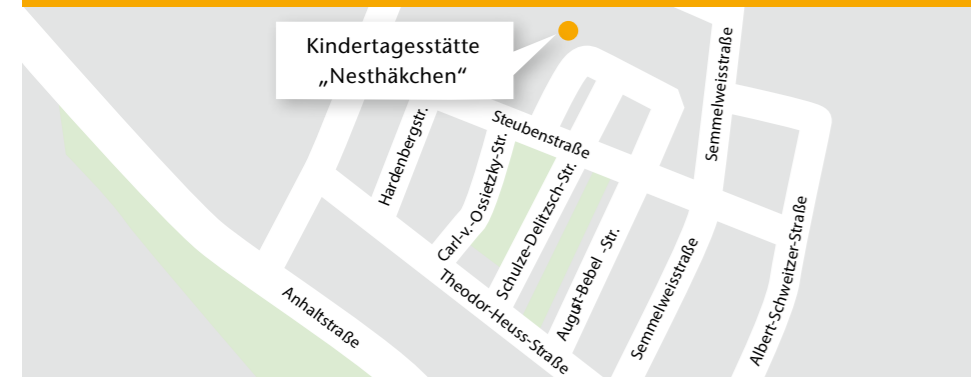 Kindertagesstätte
„Nesthäkchen“
Semmelweisstraße
Steubenstraße
Hardenbergstr.
Carl-v.-Ossietzky-Str.
Schulze-Delitzsch-Str.
August-Bebel -Str.
Semmelweisstraße
Albert-Schweitzer-Straße
Theodor-Heuss-Straße
Anhaltstraße